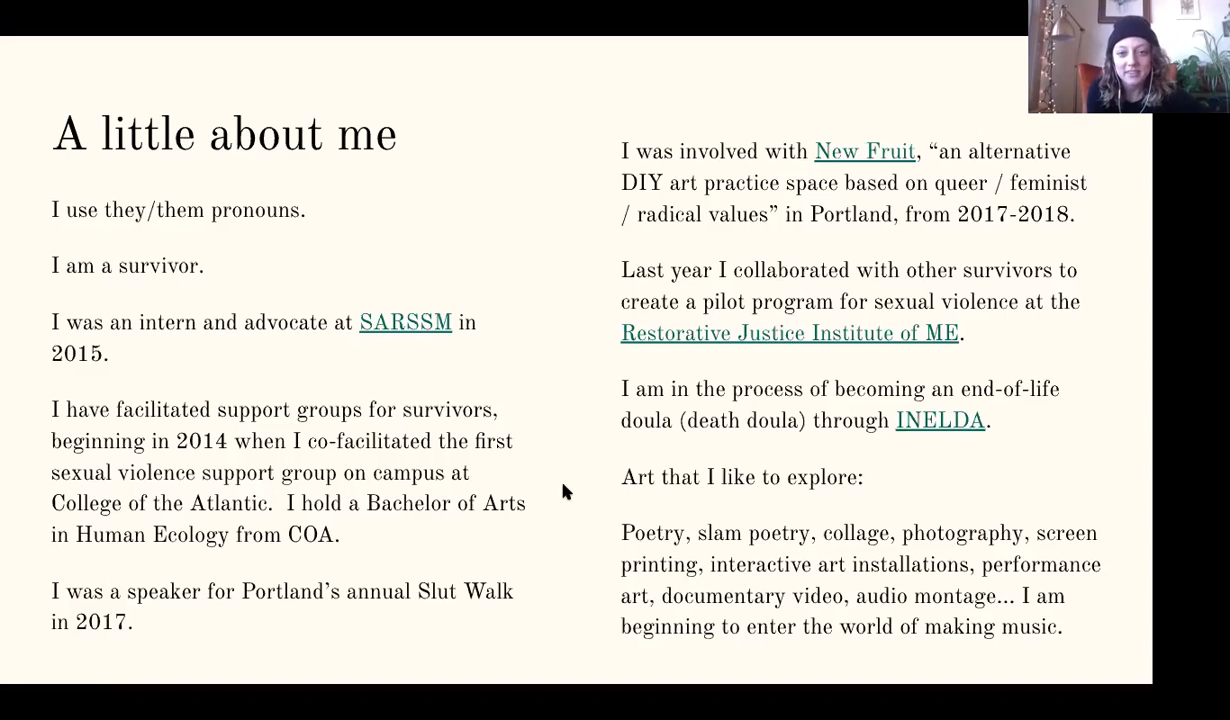 A little about me
I use they/them pronouns.
I am a survivor.
I was an intern and advocate at SARSSM in
2015.
I have facilitated support groups for survivors,
beginning in 2014 when I co-facilitated the first
sexual violence support group on campus at
College of the Atlantic.  I hold a Bachelor of Arts
in Human Ecology from COA.
I was a speaker for Portland’s annual Slut Walk
in 2017.
I was involved with New Fruit, “an alternative
DIY art practice space based on queer / feminist
/ radical values” in Portland, from 2017-2018.
Last year I collaborated with other survivors to
create a pilot program for sexual violence at the
Restorative Justice Institute of ME.
I am in the process of becoming an end-of-life
doula (death doula) through INELDA.
Art that I like to explore:
Poetry, slam poetry, collage, photography, screen
printing, interactive art installations, performance
art, documentary video, audio montage... I am
beginning to enter the world of making music.